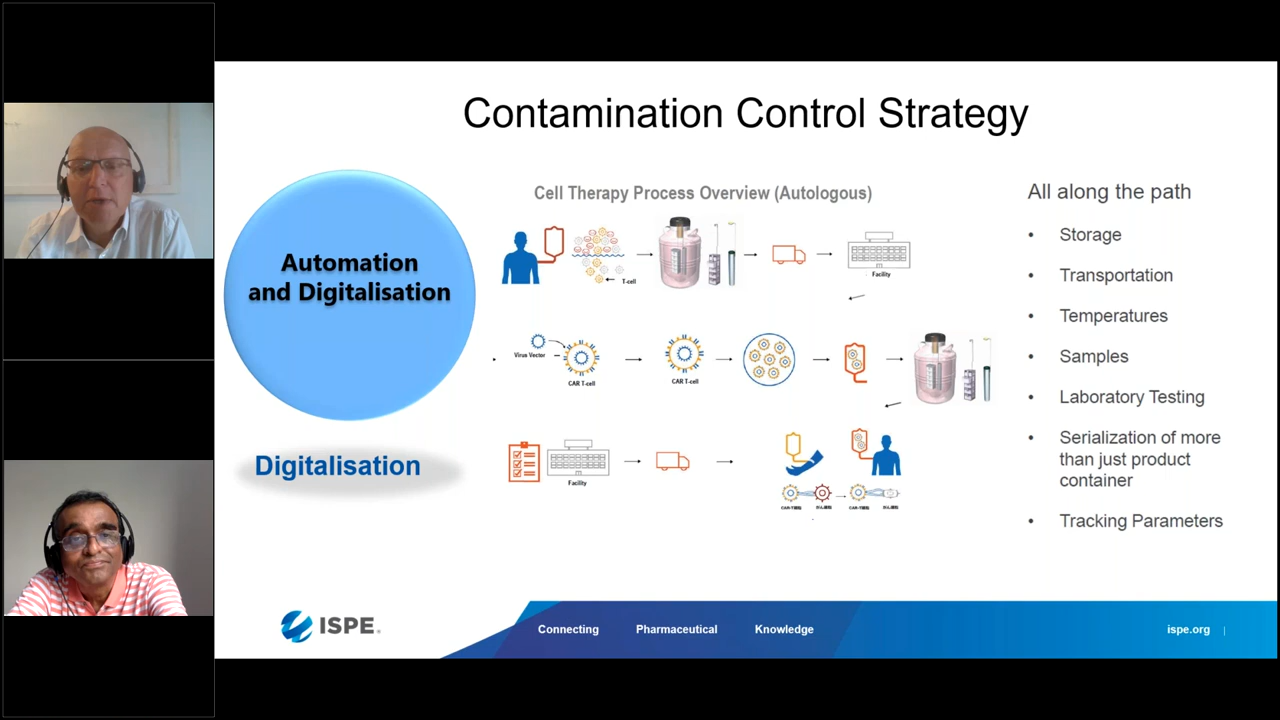 Contamination Control Strategy
Automation
and Digitalisation
Digitalisation
Cell Therapy Process Overview (Autologous)
T-cell
Facility
Virus Vector
CAR T-cell
CAR T-cell
Facility
All along the path
• Storage
• Transportation
• Temperatures
• Samples
• Laboratory Testing
• Serialization of more
than just product
container
• Tracking Parameters
ISPE
Connecting Pharmaceutical Knowledge
ispe.org |